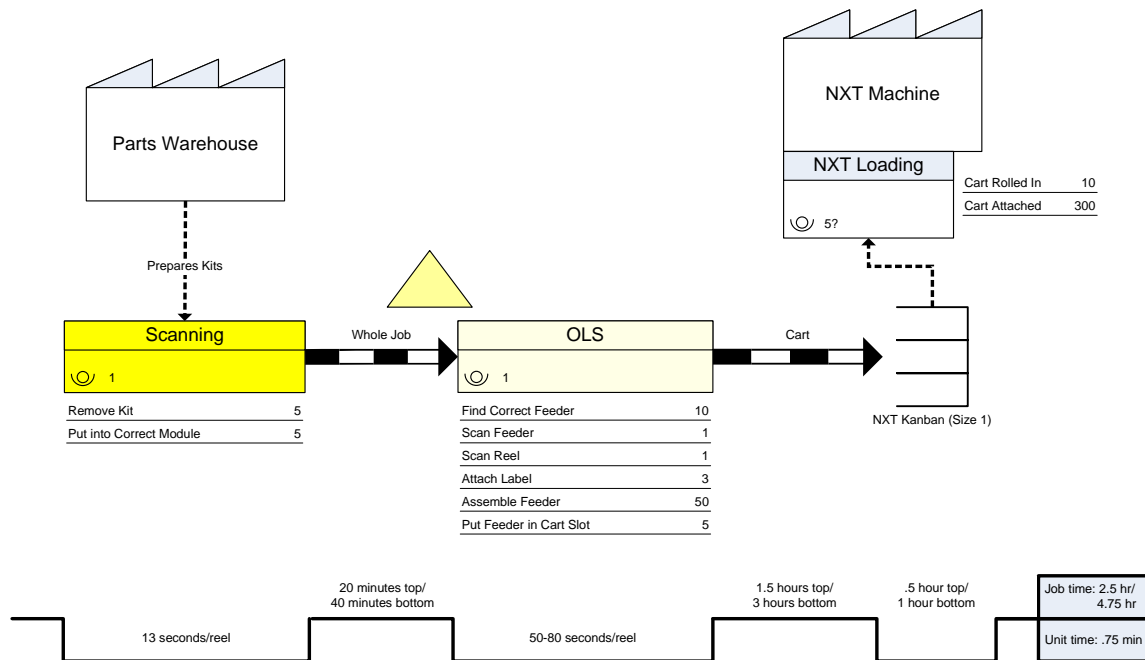 NXT Machine
Parts Warehouse
NXT Loading
Cart Rolled In 10
Cart Attached 300
5?
Prepares Kits
Scanning
Whole Job
OLS
Cart
1
1
Remove Kit 5
Put into Correct Module 5
Find Correct Feeder 10
Scan Feeder 1
Scan Reel 1
Attach Label 3
Assemble Feeder 50
Put Feeder in Cart Slot 5
NXT Kanban (Size 1)
20 minutes top/
40 minutes bottom
1.5 hours top/
3 hours bottom
.5 hour top/
1 hour bottom
Job time: 2.5 hr/
4.75 hr
13 seconds/reel
50-80 seconds/reel
Unit time: .75 min